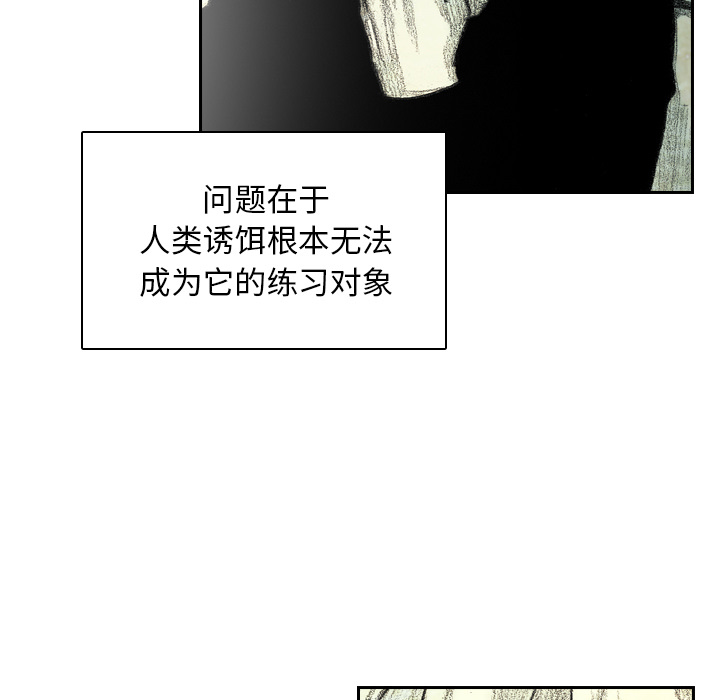 问题在于
人类诱饵根本无法
成为它的练习对象